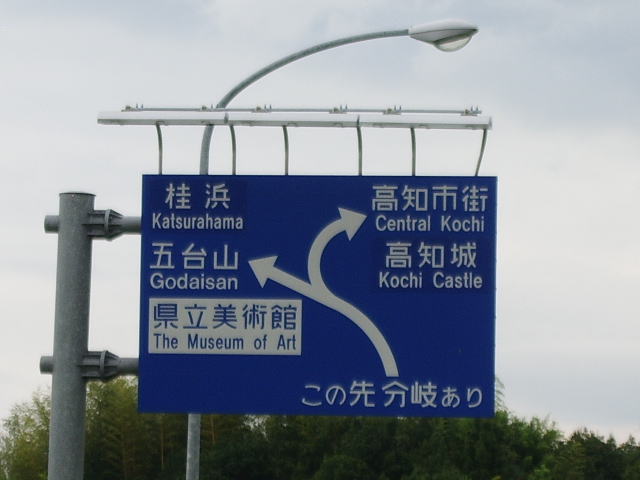 桂浜
Katsurahama
五台山
Godaisan
県立美術館
The Museum of Art
高知市街
Central Kochi
高知城
Kochi Castle
この先分岐あり